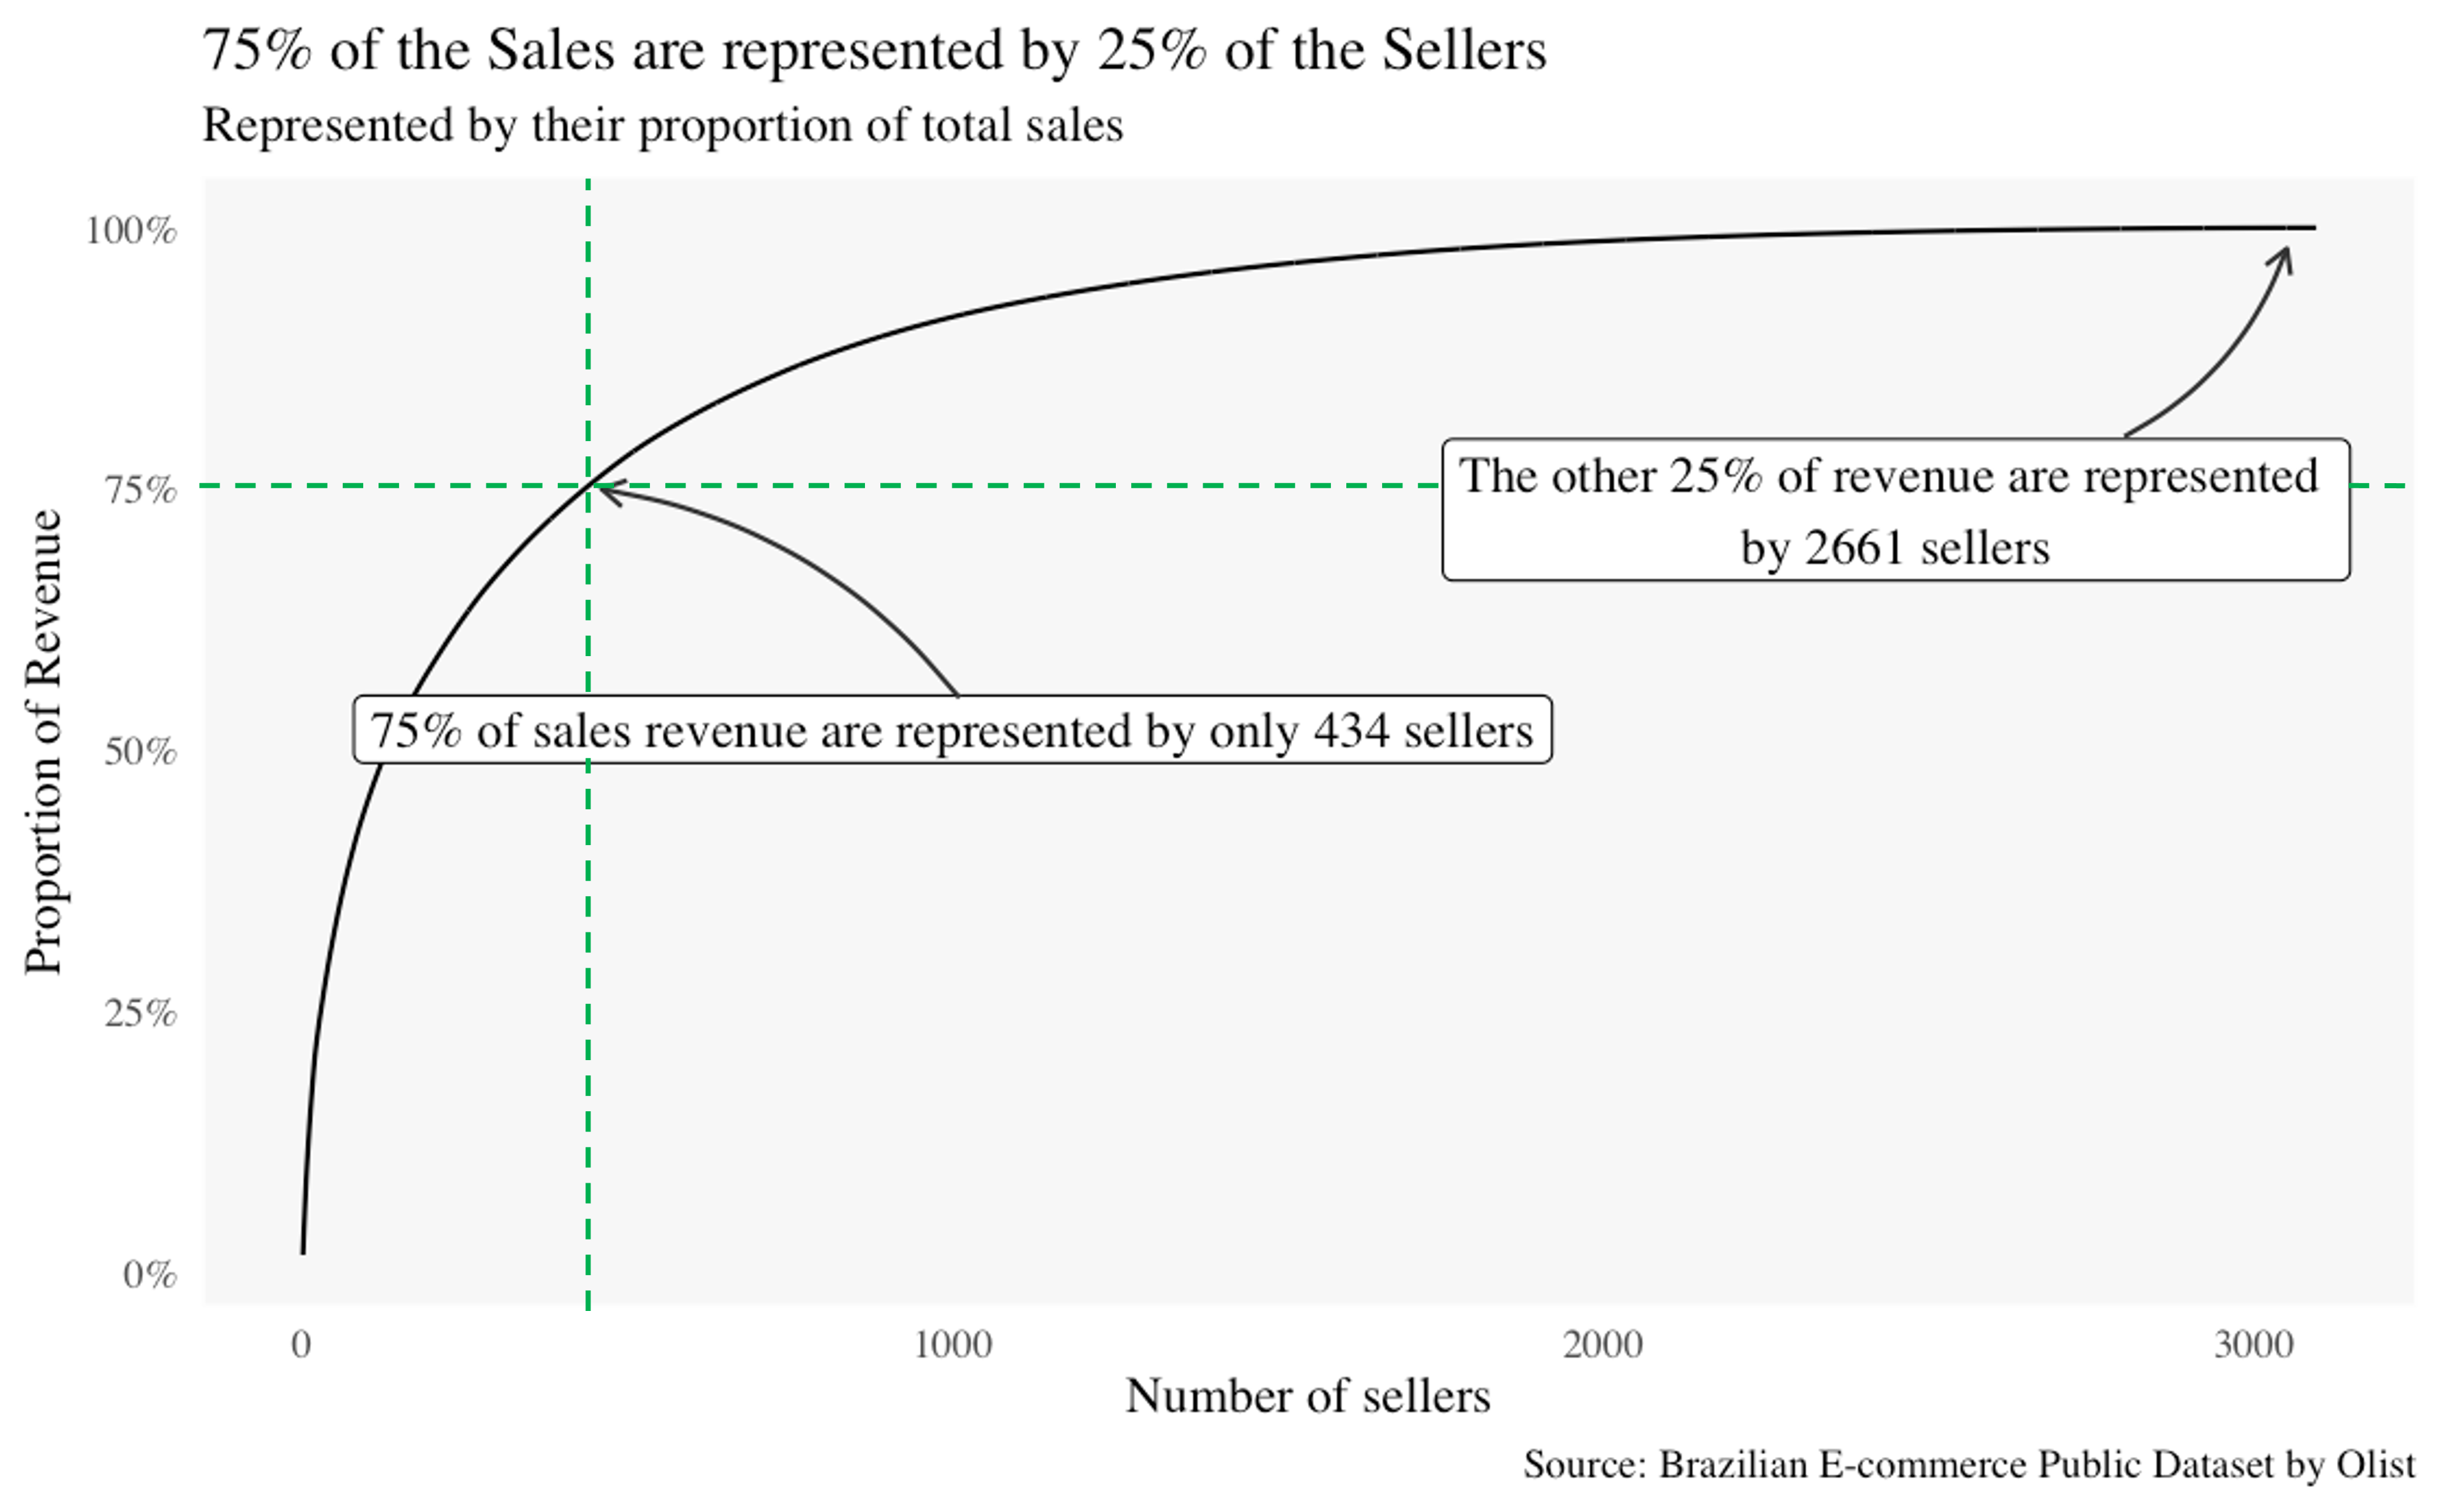 75% of the Sales are represented by 25% of the Sellers
Represented by their proportion of total sales
Proportion of Revenue
100%
75%
50%
25%
0%
The other 25% of revenue are represented
by 2661 sellers
75% of sales revenue are represented by only 434 sellers
0
1000
2000
3000
Number of sellers
Source: Brazilian E-commerce Public Dataset by Olist